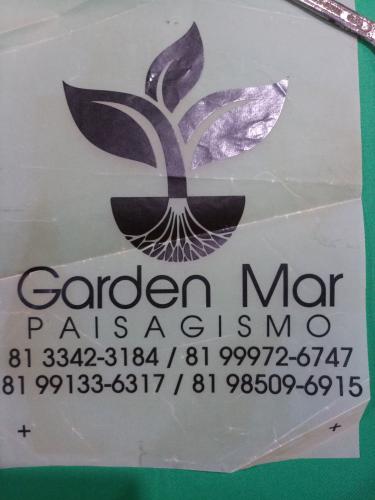 Garden Mar
PAISAGISMO
81 3342-3184 / 81 99972-6747
81 99133-6317 / 81 98509-6915